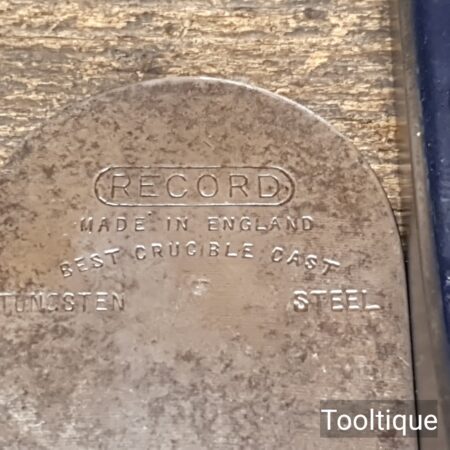 RECORD
MADE IN ENGLAND
BEST CRUCIBLE CAST
TUNGSTEN STEEL
Tooltique